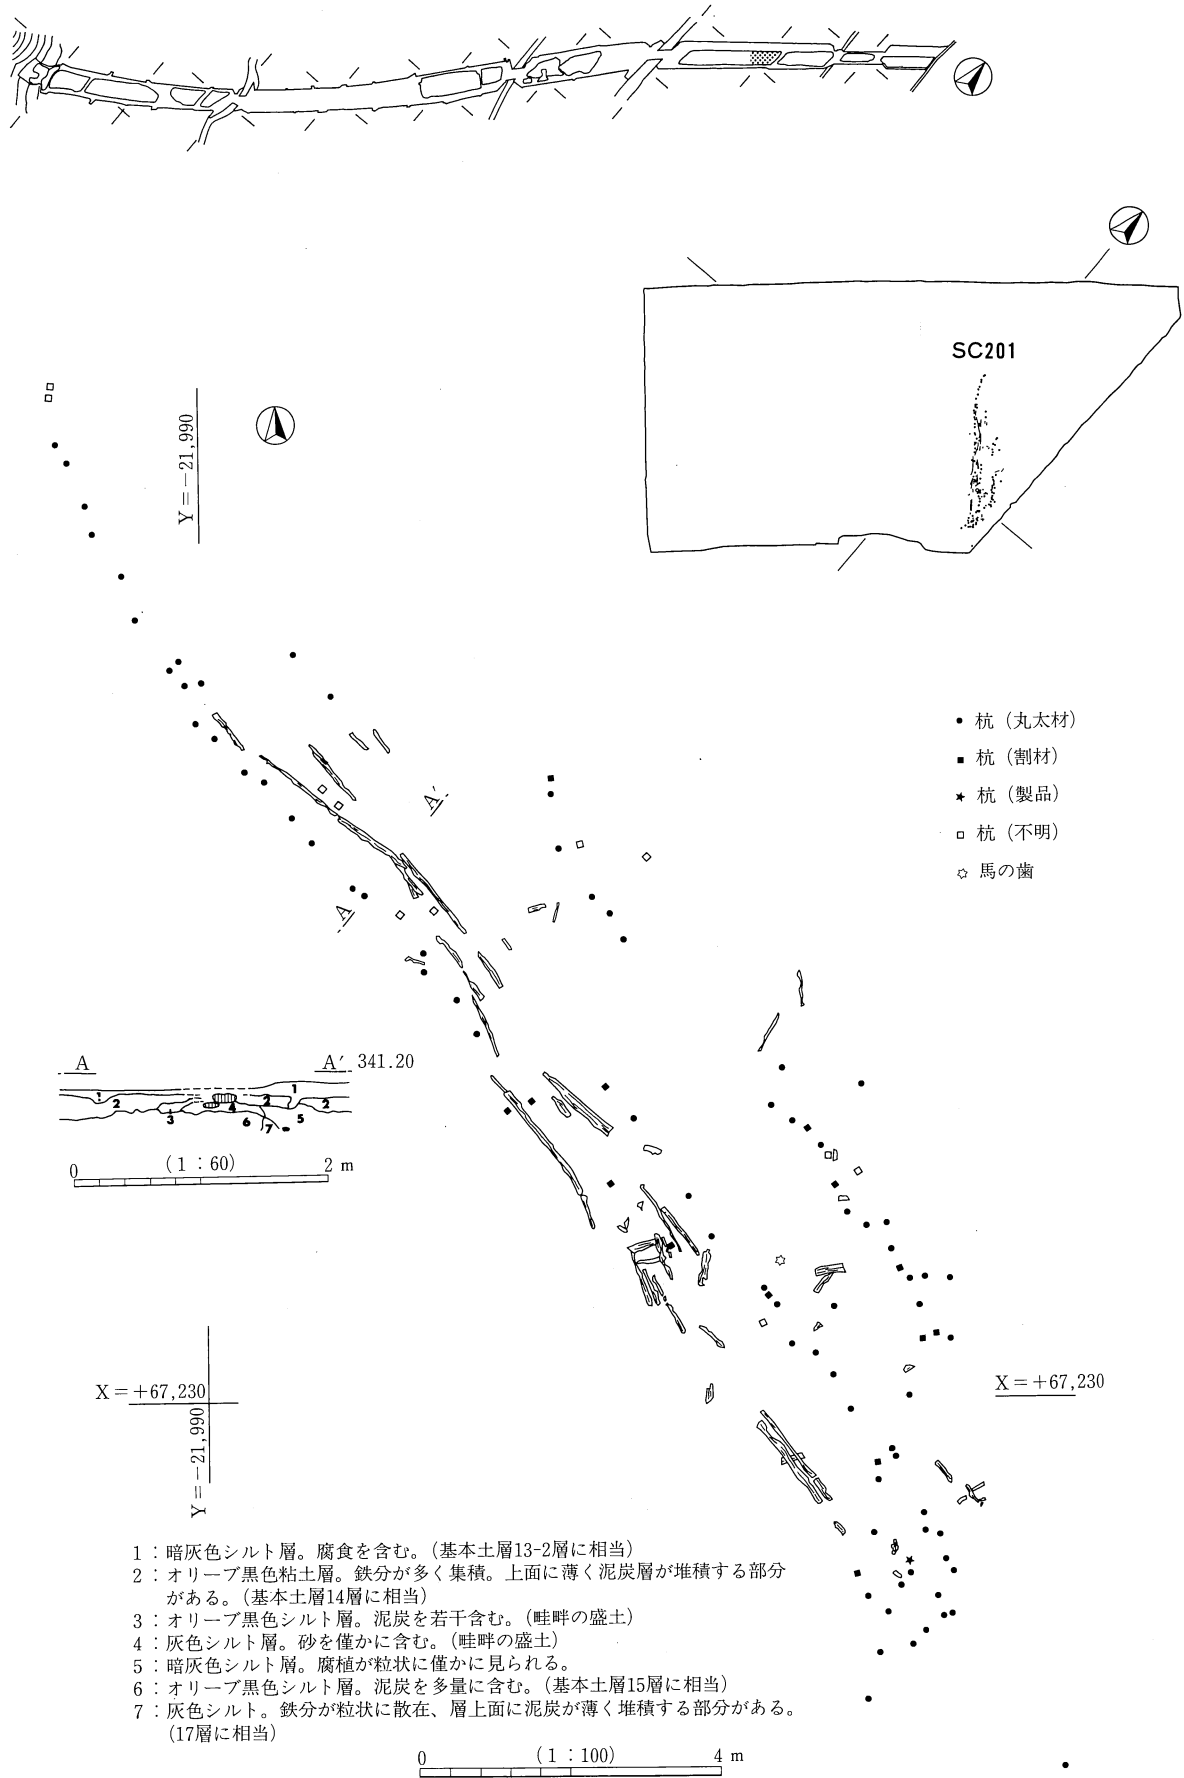 SC201
Y=−21,990
杭（丸太材）
杭（割材）
杭（製品）
杭（不明）
馬の歯
A′
A
A
A′ 341.20
1
1
2
2
2
3
4
5
6
7
0
（1：60）
2 m
X＝+67,230
Y=−21,990
X＝+67,230
1：暗灰色シルト層。腐食を含む。（基本土層13-2層に相当）
2：オリーブ黒色粘土層。鉄分が多く集積。上面に薄く泥炭層が堆積する部分
がある。（基本土層14層に相当）
3：オリーブ黒色シルト層。泥炭を若干含む。（畦畔の盛土）
4：灰色シルト層。砂を僅かに含む。（畦畔の盛土）
5：暗灰色シルト層。腐植が粒状に僅かに見られる。
6：オリーブ黒色シルト層。泥炭を多量に含む。（基本土層15層に相当）
7：灰色シルト。鉄分が粒状に散在、層上面に泥炭が薄く堆積する部分がある。
（17層に相当）
0
（1：100）
4 m